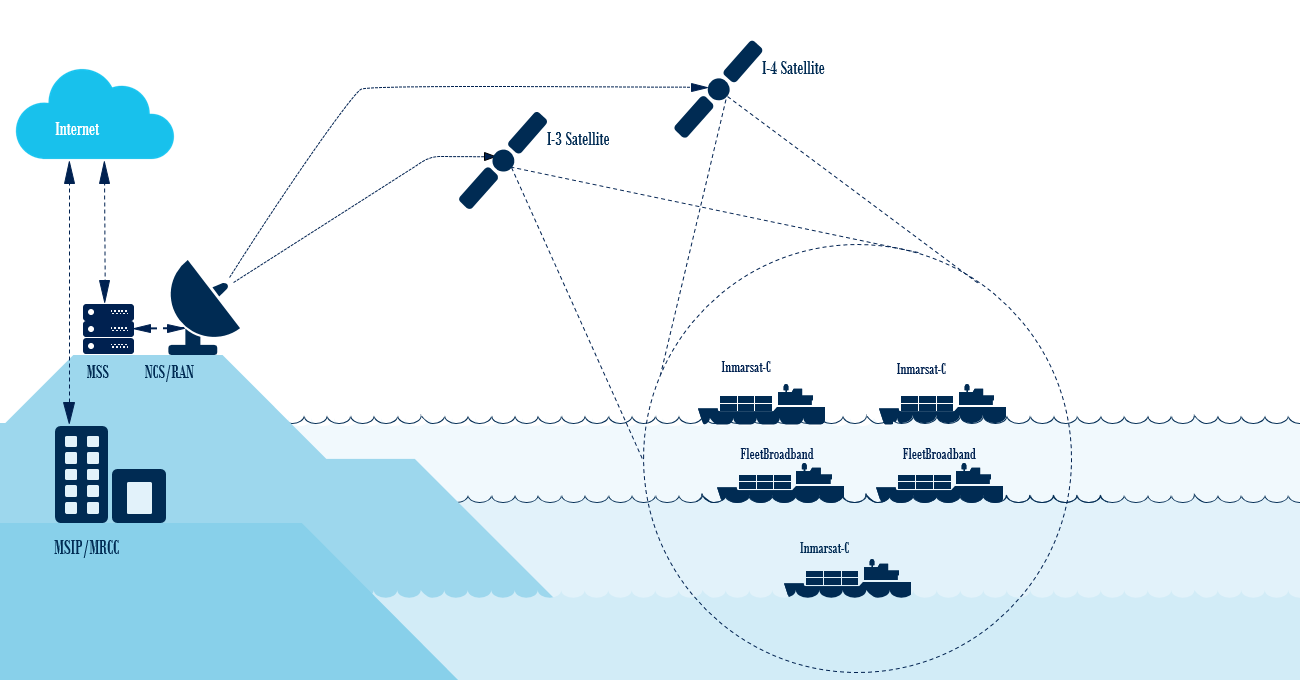 I-4 Satellite
Internet
I-3 Satellite
MSS
NCS/RAN
Inmarsat-C
Inmarsat-C
FleetBroadband
FleetBroadband
MSIP/MRCC
Inmarsat-C